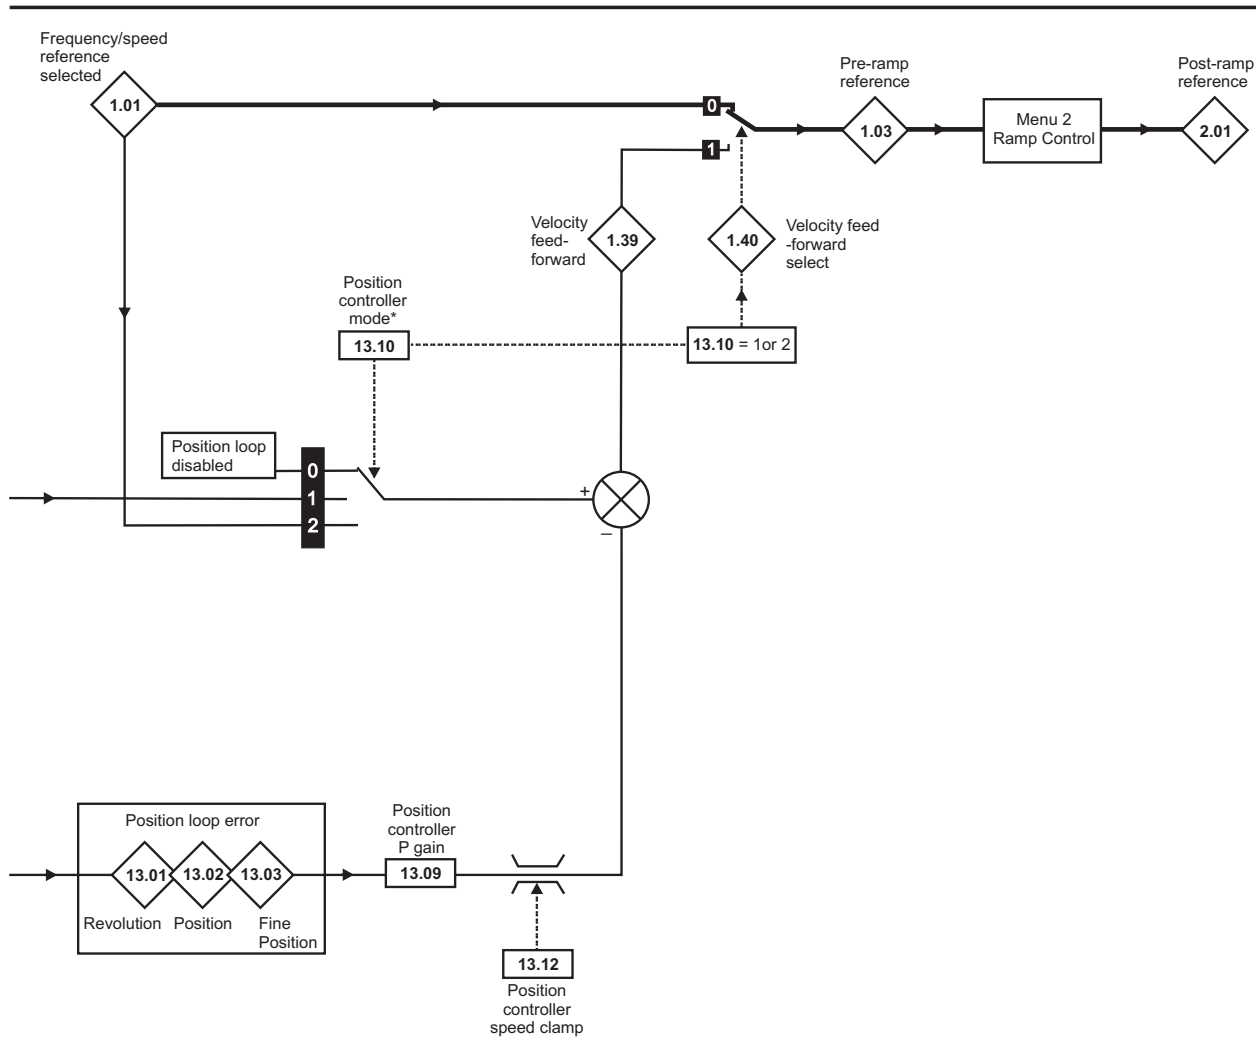 Frequency/speed
reference
selected
1.01
0
1
Pre-ramp
reference
1.03
Menu 2
Ramp Control
Post-ramp
reference
2.01
Velocity
feed-
forward
1.39
1.40
Velocity feed
-forward
select
Position
controller
mode*
13.10
13.10 = 1or 2
Position loop
disabled
0
1
2
+
–
Position loop error
13.01
13.02
13.03
Revolution
Position
Fine
Position
Position
controller
P gain
13.09
13.12
Position
controller
speed clamp